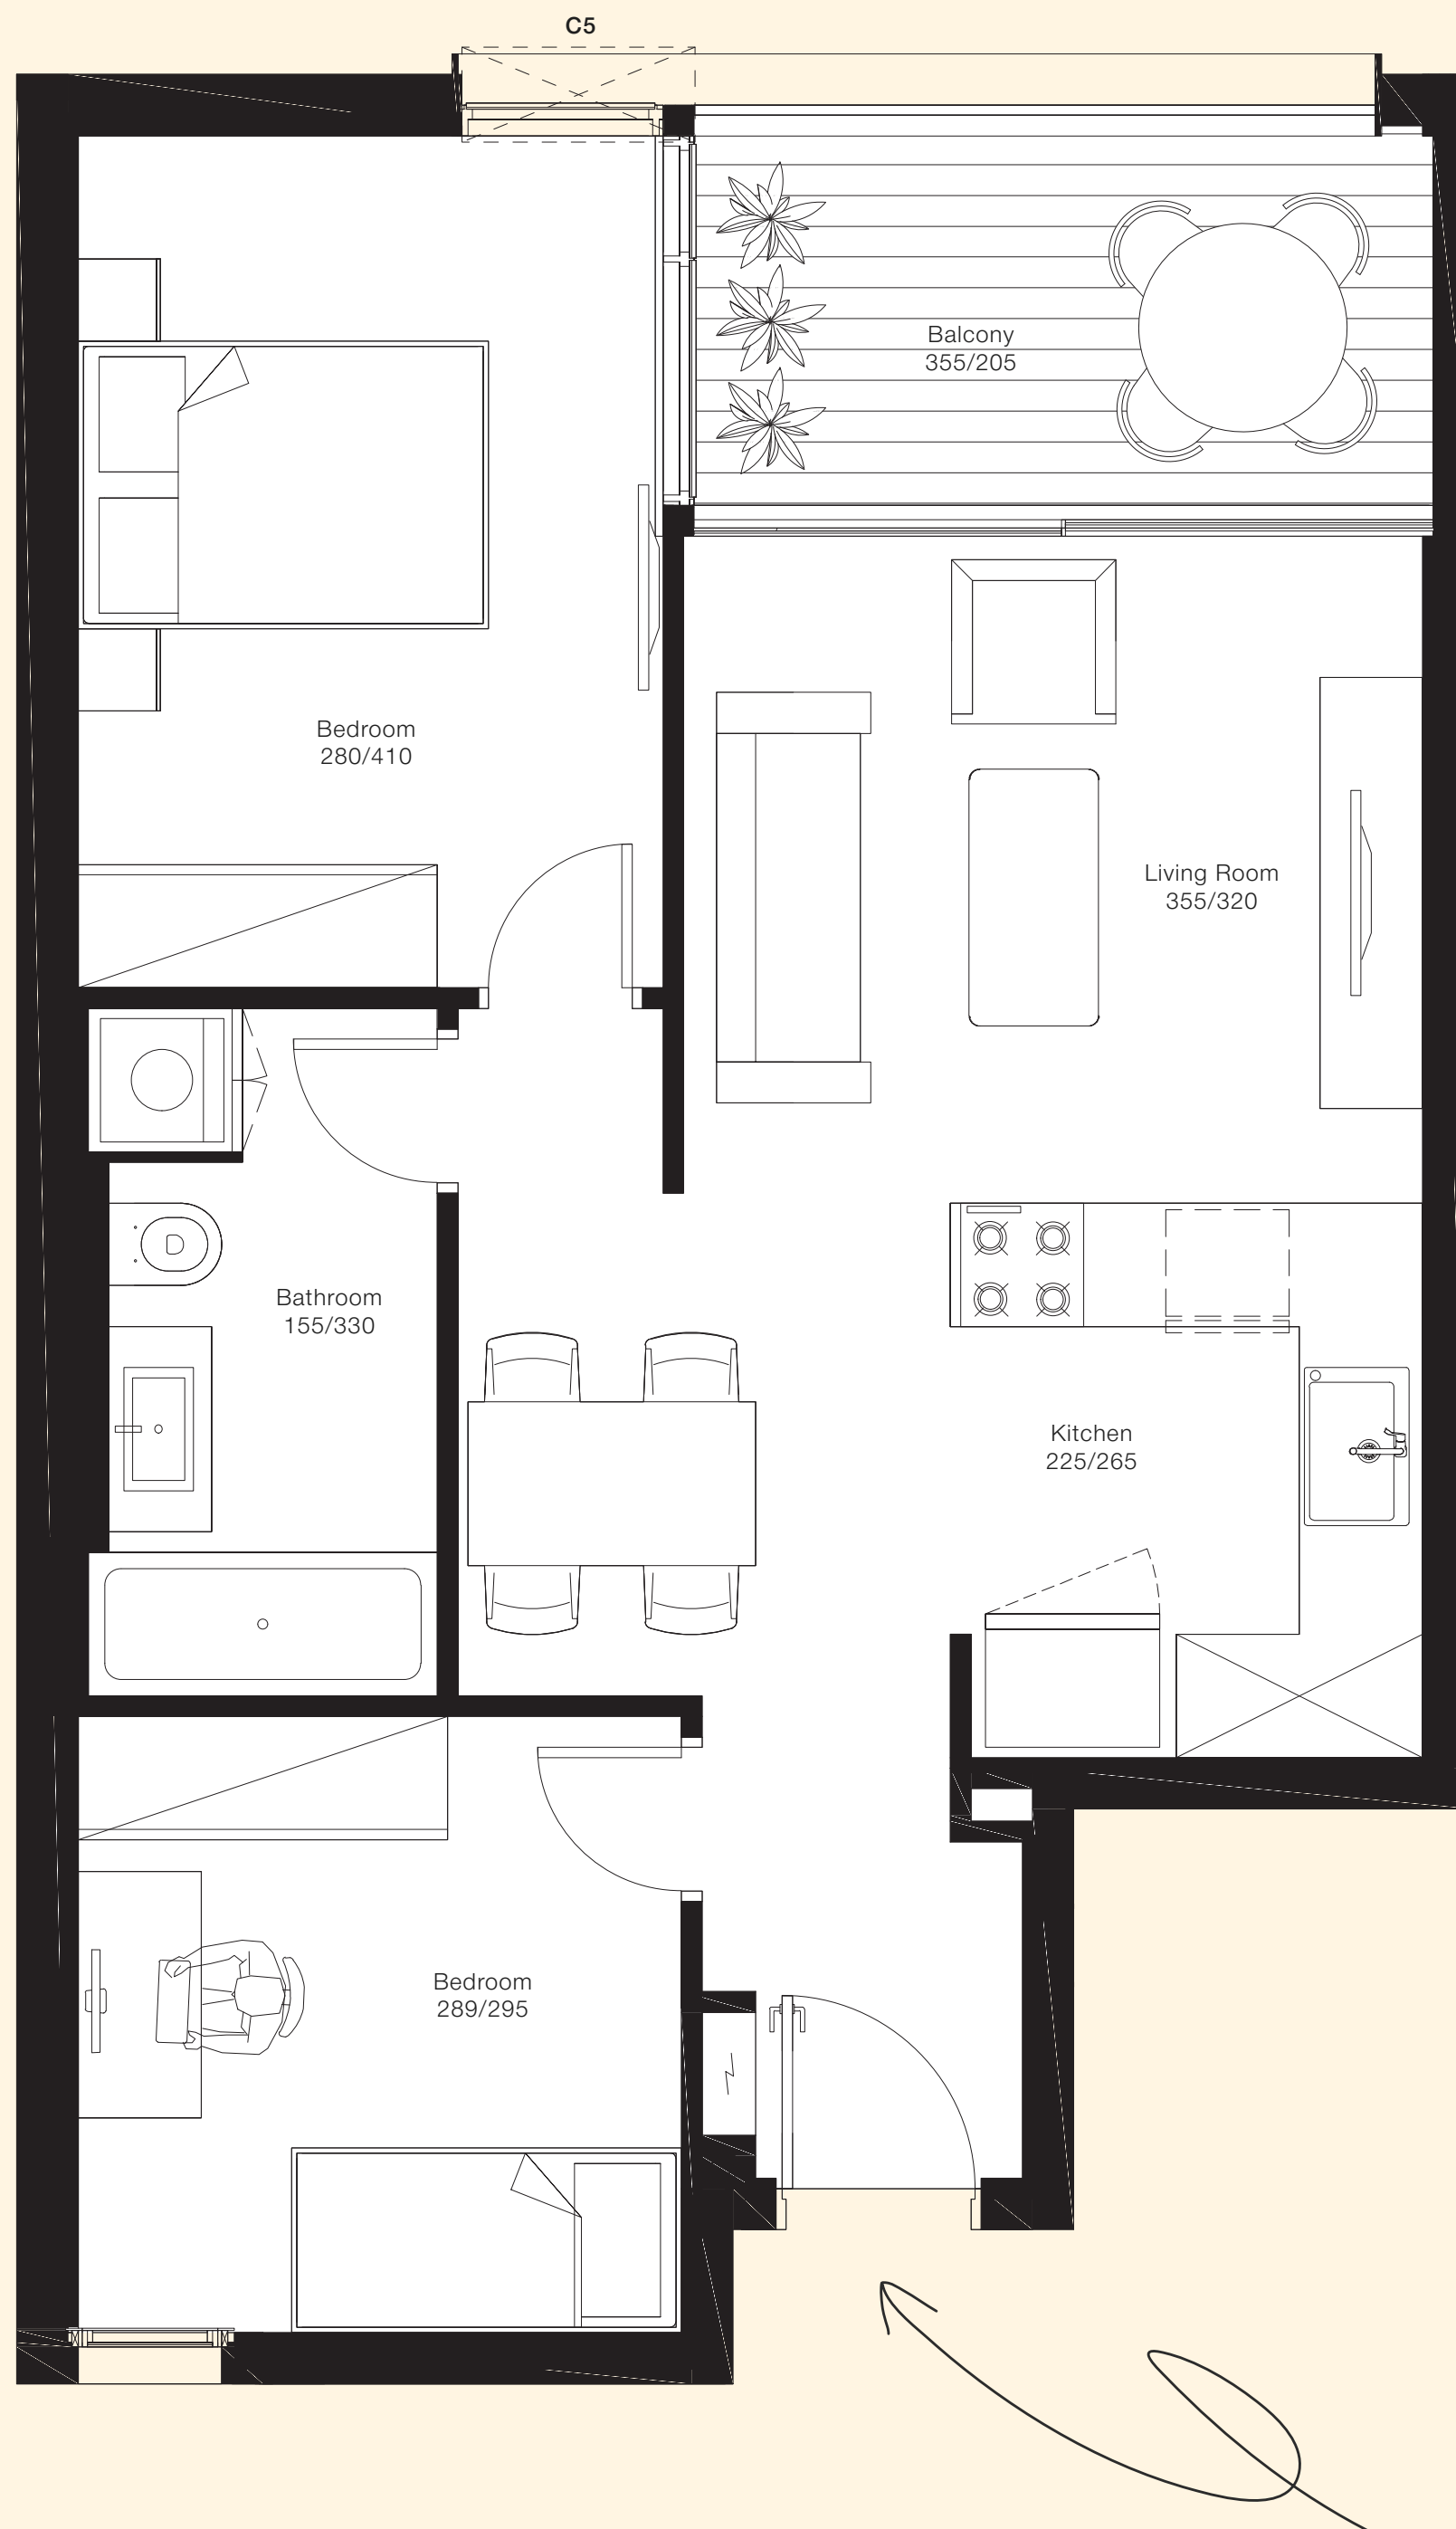 C5
Balcony
355/205
Bedroom
280/410
Living Room
355/320
Bathroom
155/330
Kitchen
225/265
Bedroom
289/295